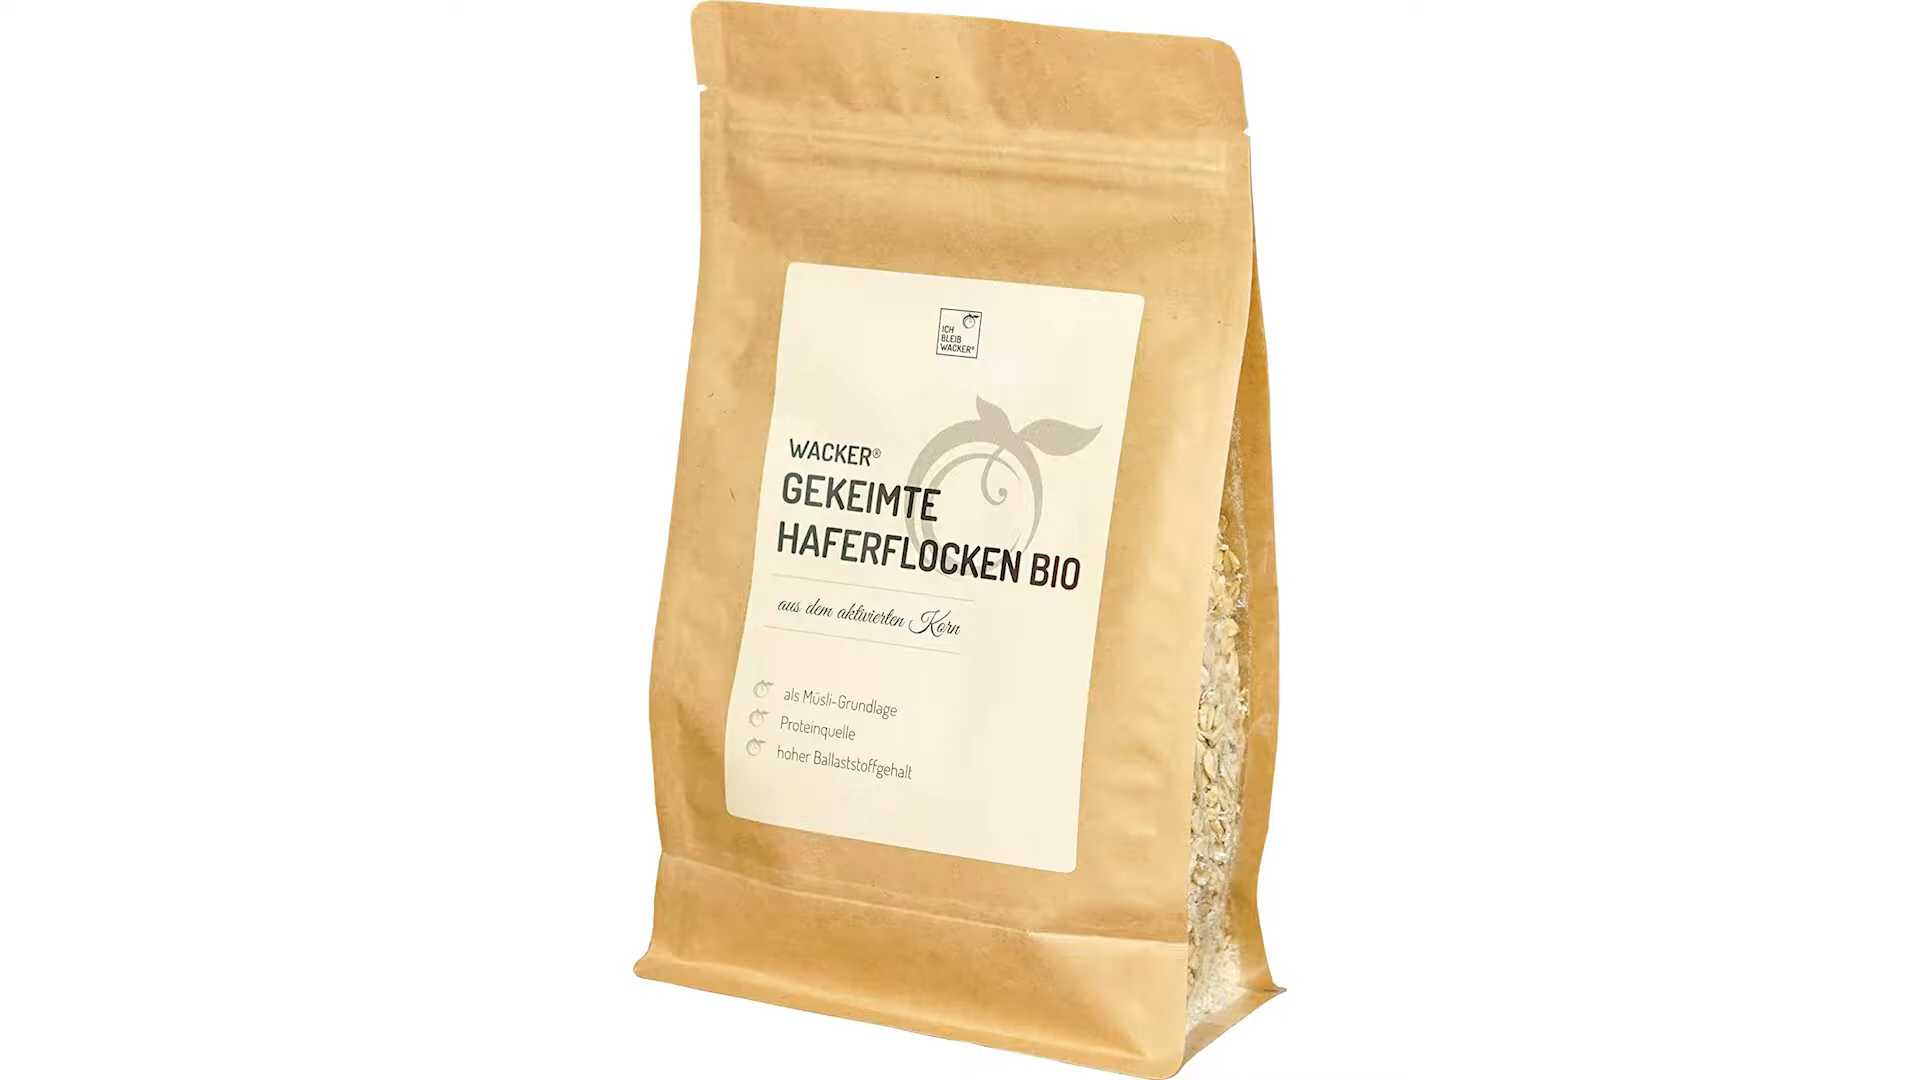 ICH
BLEIB
WACKER®
WACKER®
GEKEIMTE
HAFERFLOCKEN BIO
aus dem aktivierten Korn
als Müsli-Grundlage
Proteinquelle
hoher Ballaststoffgehalt